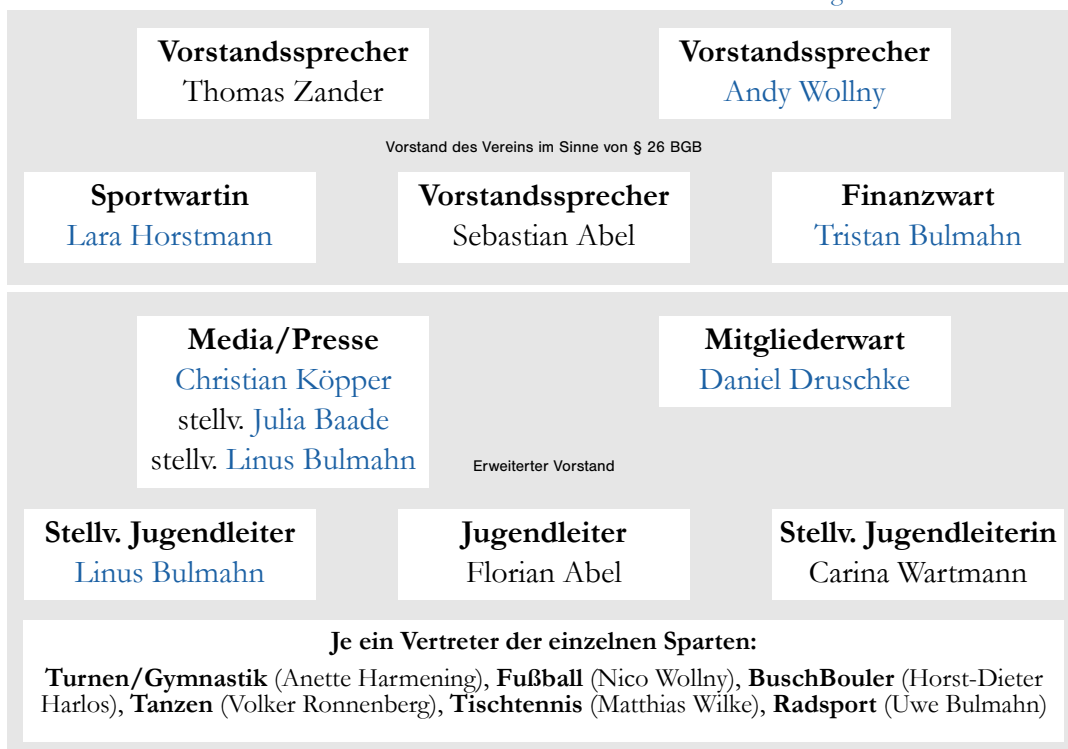 Vorstandssprecher
Thomas Zander
Vorstandssprecher
Andy Wollny
Vorstand des Vereins im Sinne von § 26 BGB
Sportwartin
Lara Horstmann
Vorstandssprecher
Sebastian Abel
Finanzwart
Tristan Bulmahn
Media/Presse
Christian Köpper
stellv. Julia Baade
stellv. Linus Bulmahn
Mitgliederwart
Daniel Druschke
Erweiterter Vorstand
Stellv. Jugendleiter
Linus Bulmahn
Jugendleiter
Florian Abel
Stellv. Jugendleiterin
Carina Wartmann
Je ein Vertreter der einzelnen Sparten:
Turnen/Gymnastik (Anette Harmening), Fußball (Nico Wollny), BuschBouler (Horst-Dieter
Harlos), Tanzen (Volker Ronnenberg), Tischtennis (Matthias Wilke), Radsport (Uwe Bulmahn)